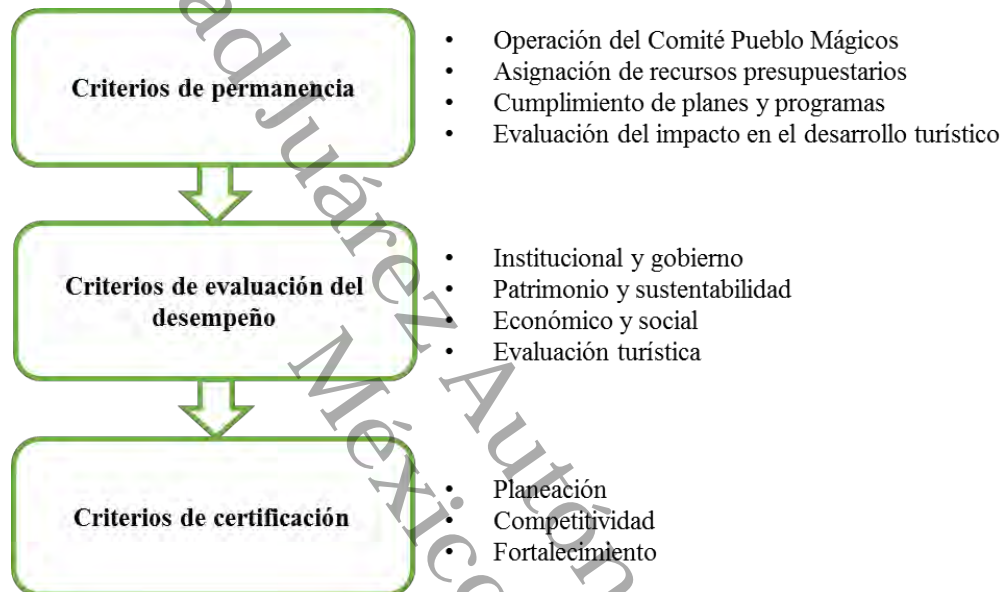 Criterios de permanencia
• Operación del Comité Pueblo Mágicos
• Asignación de recursos presupuestarios
• Cumplimiento de planes y programas
• Evaluación del impacto en el desarrollo turístico
Criterios de evaluación del
desempeño
• Institucional y gobierno
• Patrimonio y sustentabilidad
• Económico y social
• Evaluación turística
Criterios de certificación
• Planeación
• Competitividad
• Fortalecimiento
Juárez
México